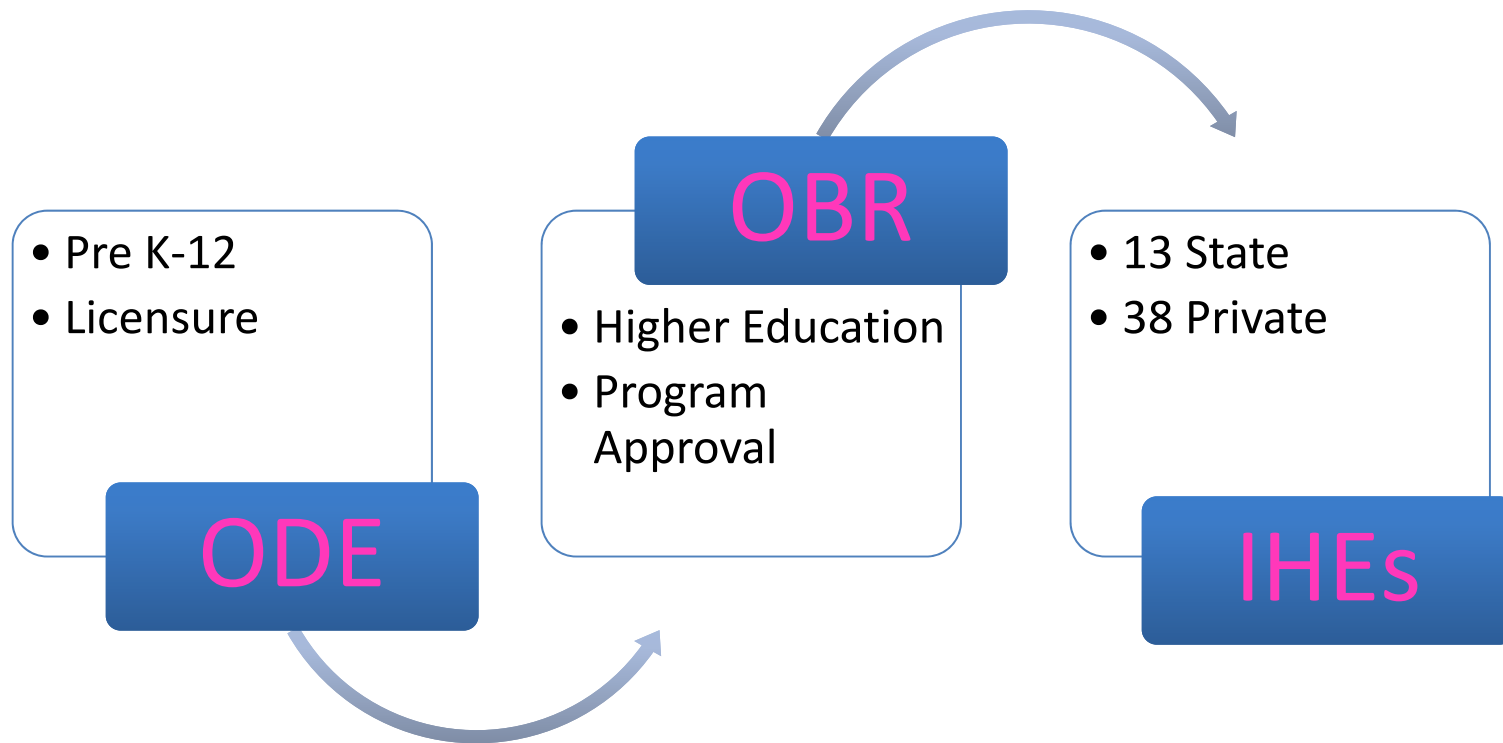 • Pre K-12
• Licensure
ODE
OBR
• Higher Education
• Program
Approval
• 13 State
• 38 Private
IHEs